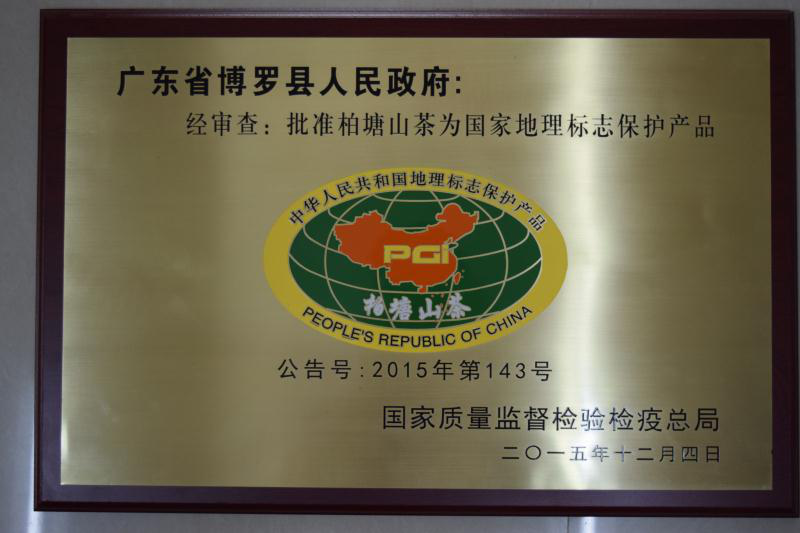 广东省博罗县人民政府:
经审查：批准柏塘山茶为国家地理标志保护产品
中华人民共和国地理标志保护产品
PGI
柏塘山茶
PEOPLE'S REPUBLIC OF CHINA
公告号:2015年第143号
国家质量监督检验检疫总局
二〇一五年十二月四日